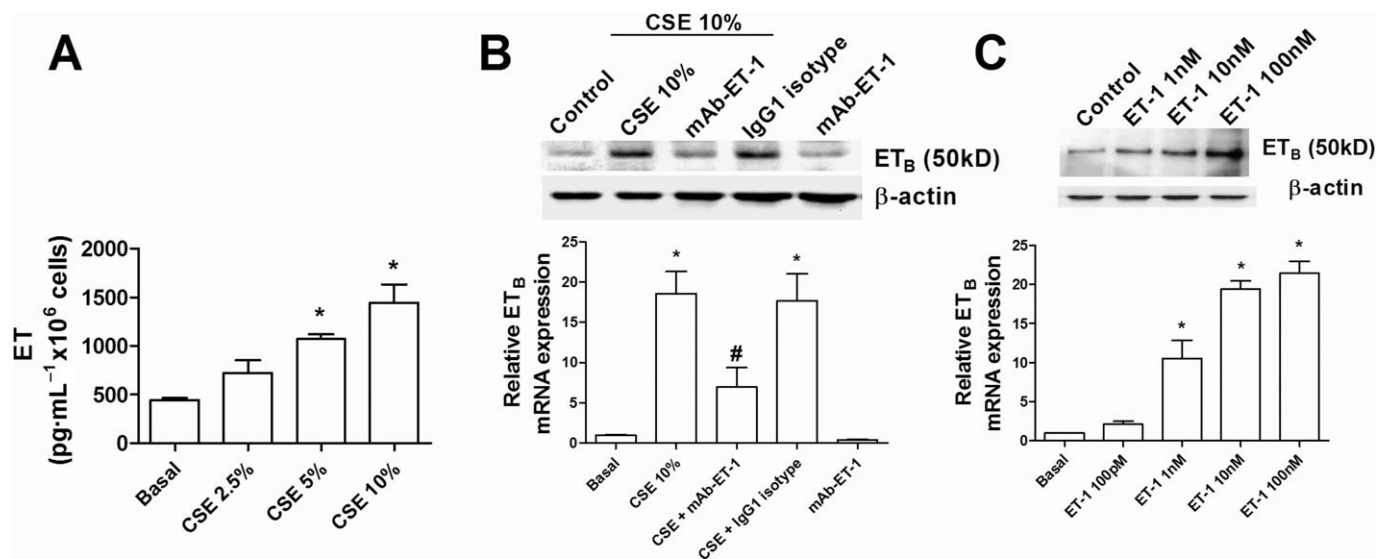 A
ET
(pg·mL⁻¹ x10⁶ cells)
2000
1500
1000
500
0
*
*
Basal
CSE 2.5%
CSE 5%
CSE 10%
B
CSE 10%
Control
CSE 10%
mAb-ET-1
IgG1 isotype
mAb-ET-1
ET_B (50kD)
β-actin
Relative ET_B
mRNA expression
25
20
15
10
5
0
*
#
*
Basal
CSE 10%
CSE + mAb-ET-1
CSE + IgG1 isotype
mAb-ET-1
C
Control
ET-1 1nM
ET-1 10nM
ET-1 100nM
ET_B (50kD)
β-actin
Relative ET_B
mRNA expression
25
20
15
10
5
0
*
*
*
Basal
ET-1 100pM
ET-1 1nM
ET-1 10nM
ET-1 100nM